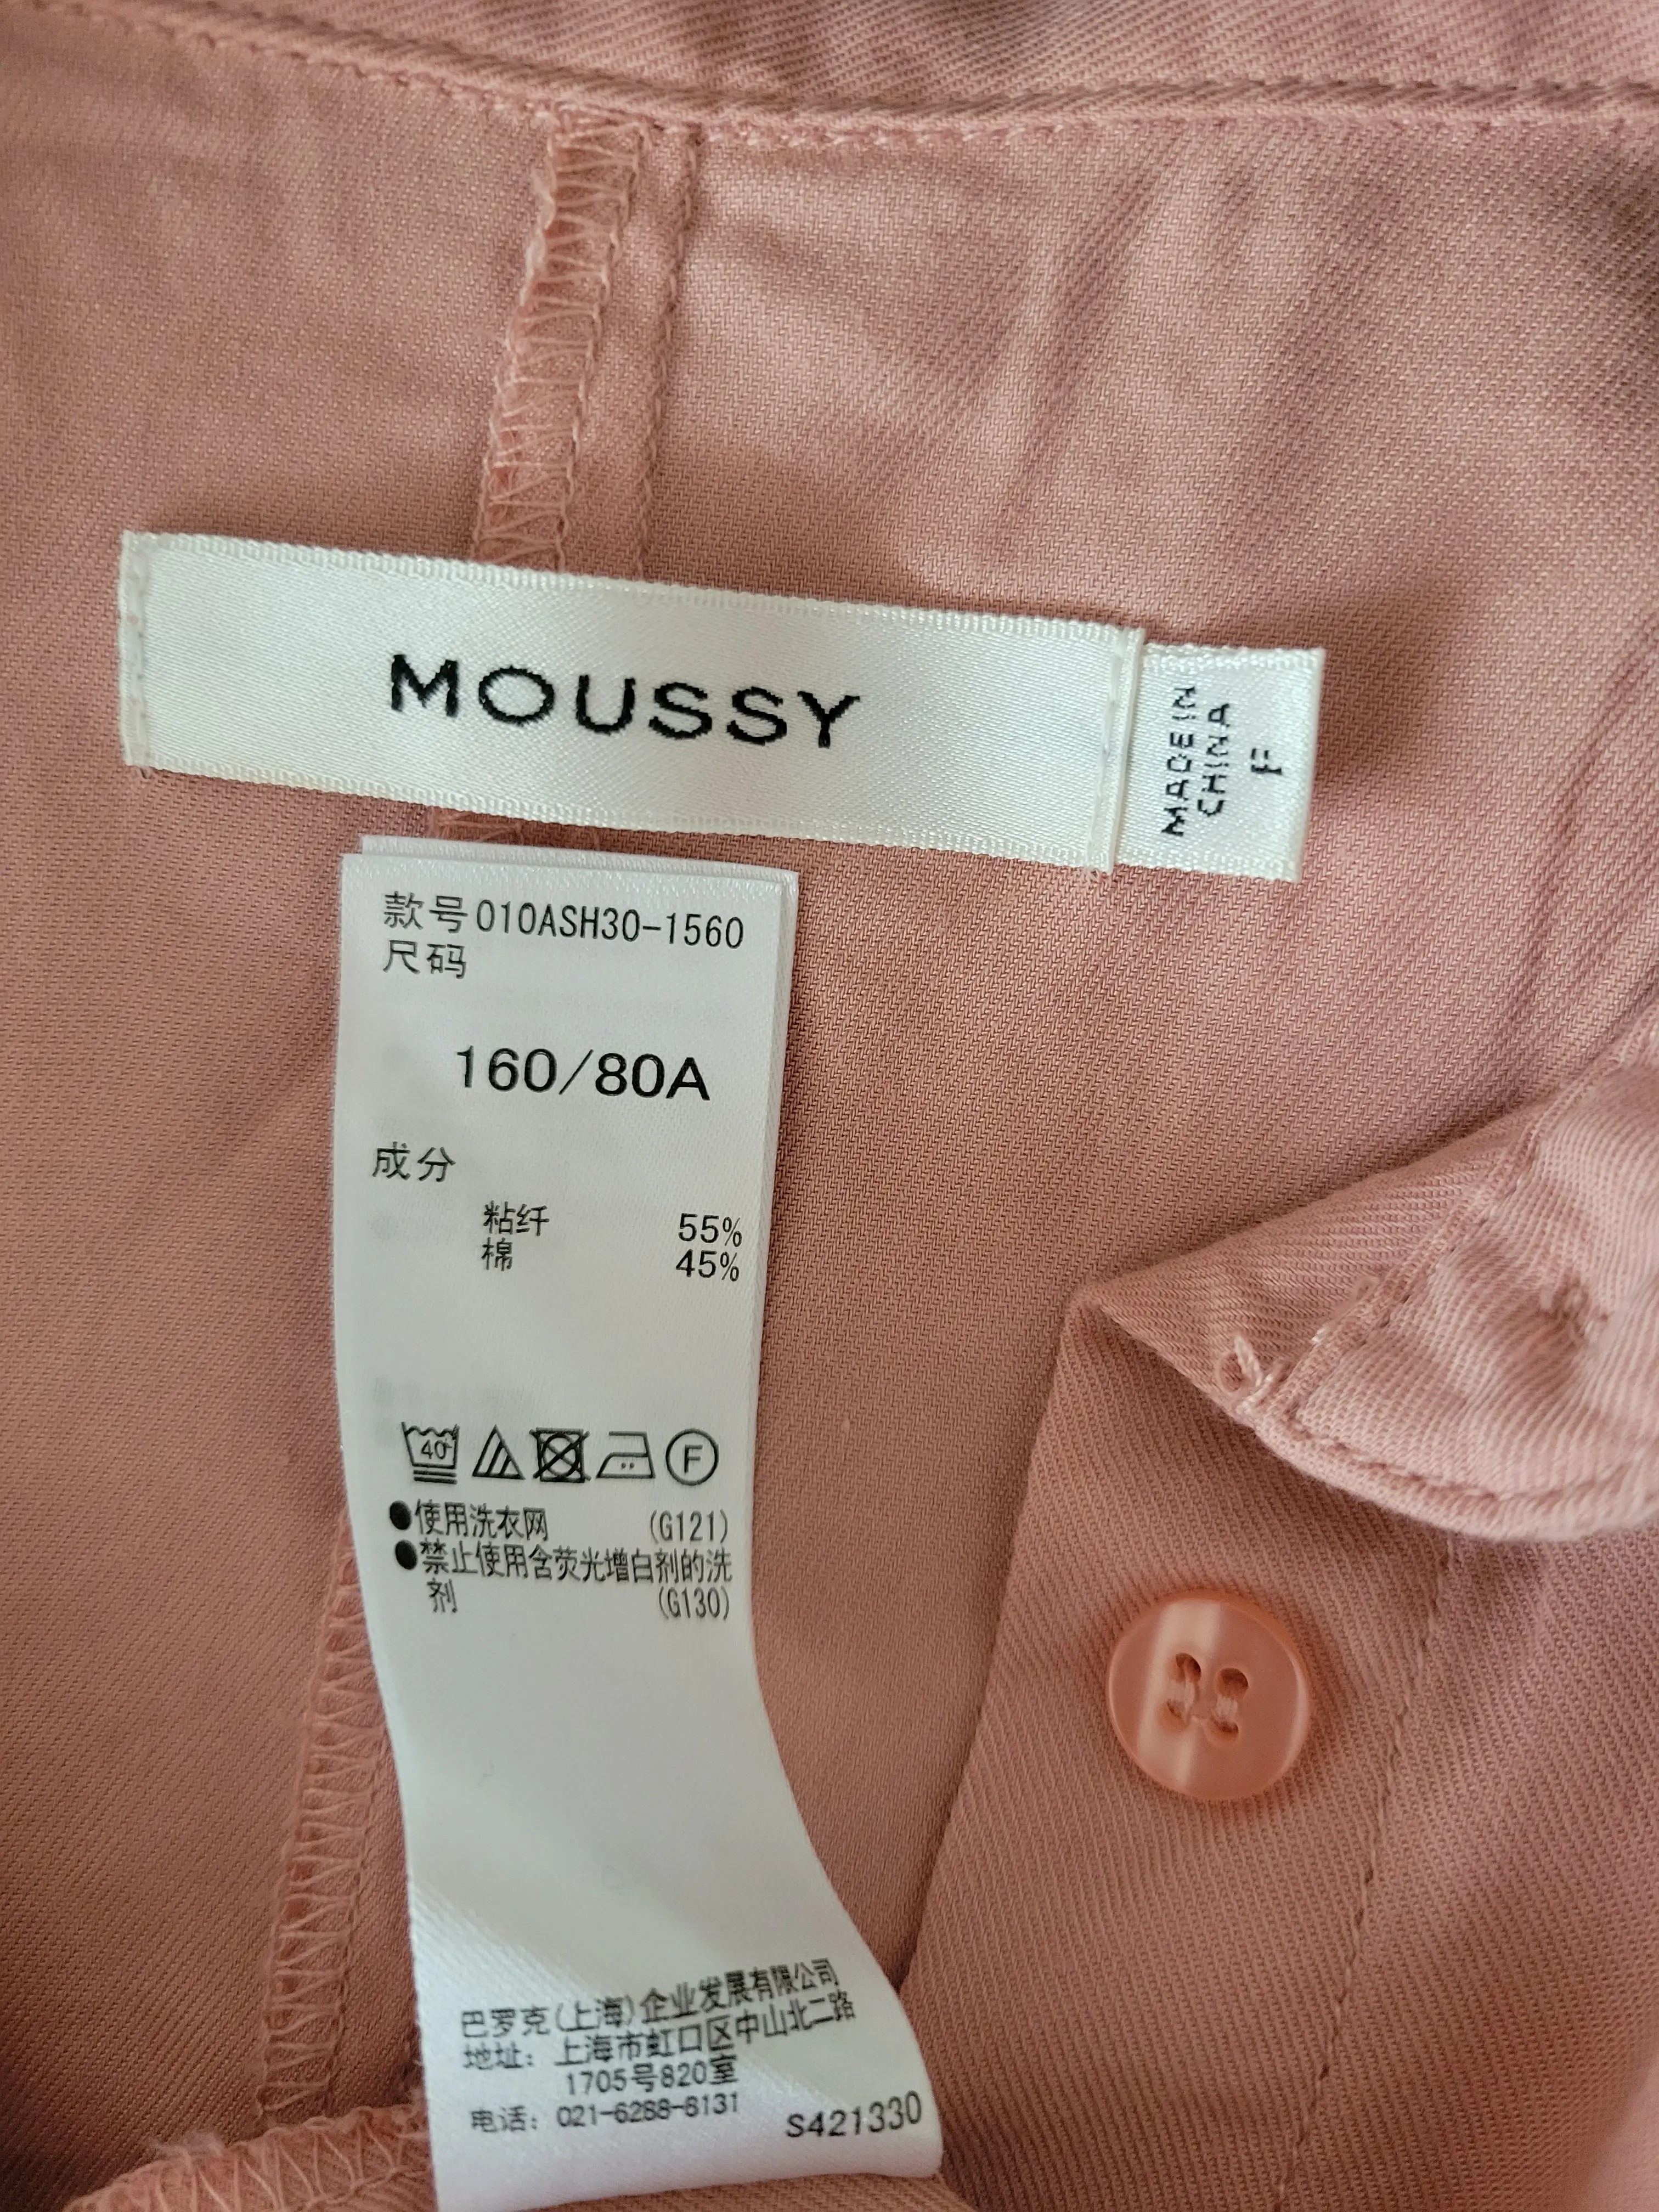 MOUSSY
MADE IN
CHINA
F
款号010ASH30-1560
尺码
160/80A
成分
粘纤 55%
棉 45%
40
F
●使用洗衣网 (G121)
●禁止使用含荧光增白剂的洗
剂 (G130)
巴罗克(上海)企业发展有限公司
地址：上海市虹口区中山北二路
1705号820室
电话：021-6288-6131
S421330